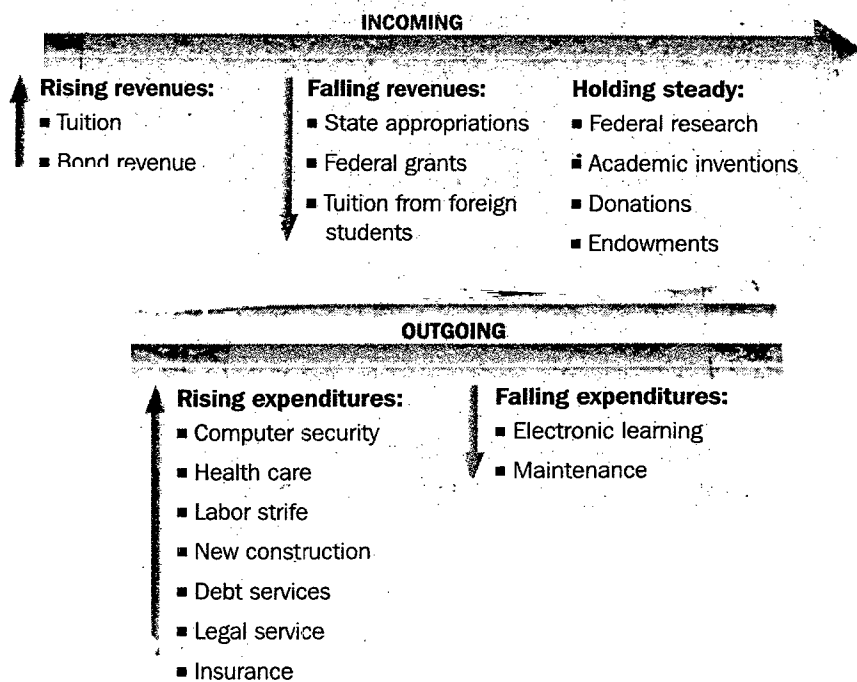 INCOMING
Rising revenues:
▪ Tuition
▪ Bond revenue
Falling revenues:
▪ State appropriations
▪ Federal grants
▪ Tuition from foreign
students
Holding steady:
▪ Federal research
▪ Academic inventions
▪ Donations
▪ Endowments
OUTGOING
Rising expenditures:
▪ Computer security
▪ Health care
▪ Labor strife
▪ New construction
▪ Debt services
▪ Legal service
▪ Insurance
Falling expenditures:
▪ Electronic learning
▪ Maintenance